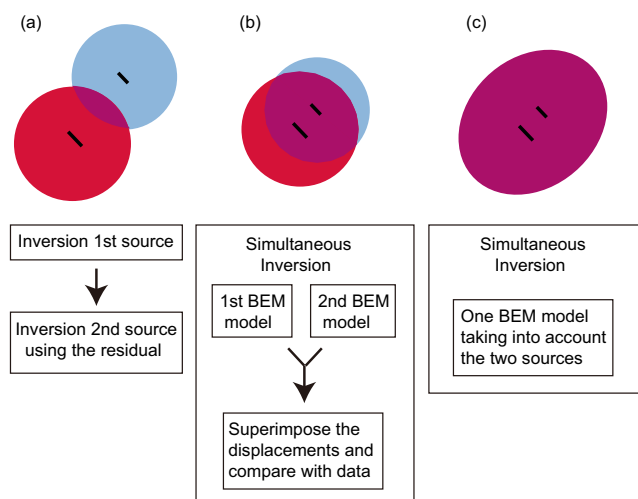 (a)
(b)
(c)
Inversion 1st source
Inversion 2nd source
using the residual
Simultaneous
Inversion
1st BEM
model
2nd BEM
model
Superimpose the
displacements and
compare with data
Simultaneous
Inversion
One BEM model
taking into account
the two sources